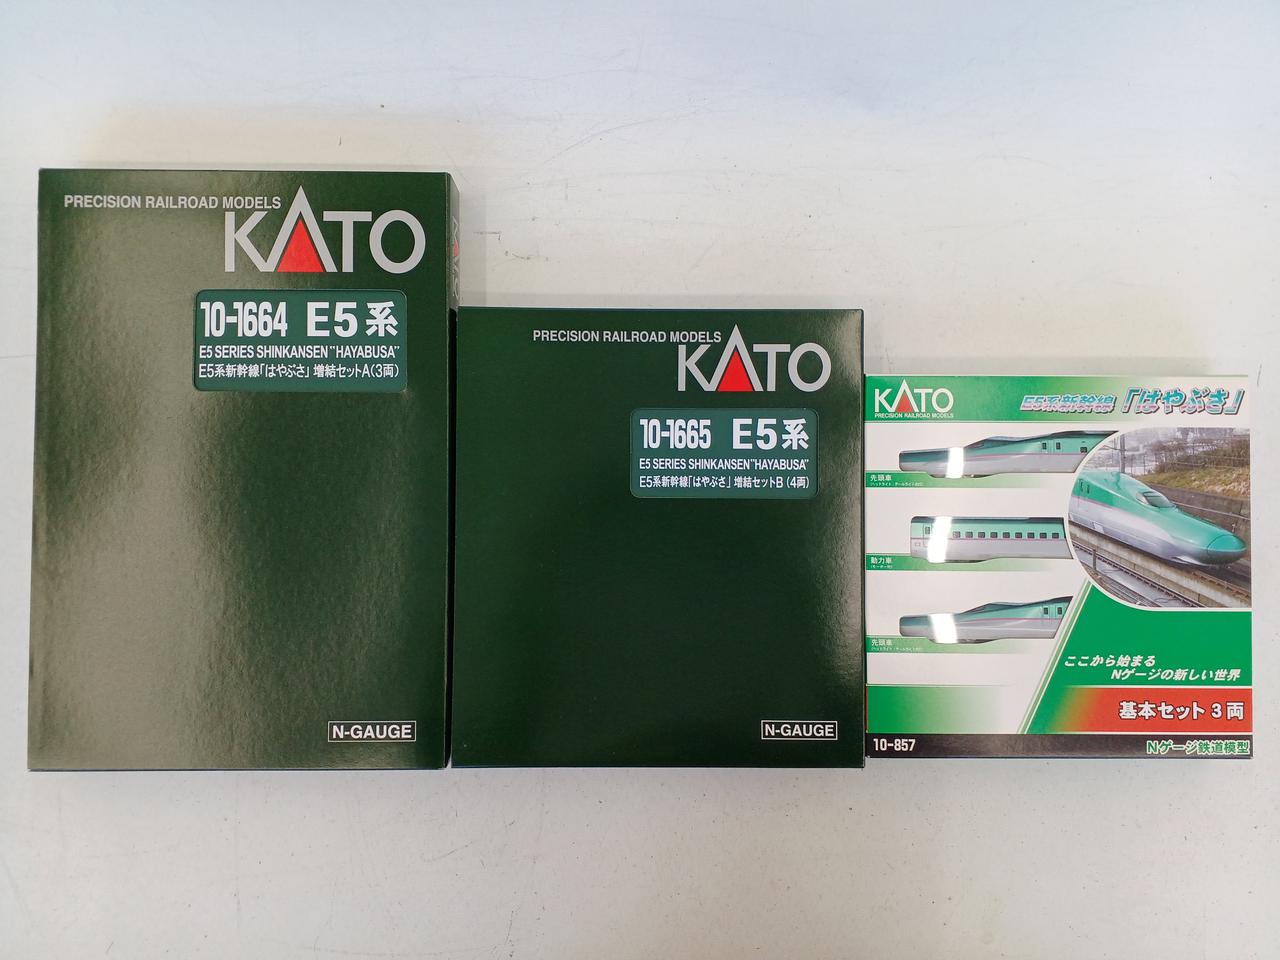 PRECISION RAILROAD MODELS
KATO
10-1664 E5系
E5 SERIES SHINKANSEN "HAYABUSA"
E5系新幹線「はやぶさ」増結セットA(3両)
N-GAUGE
KATO
PRECISION RAILROAD MODELS
KATO
10-1665 E5系
E5 SERIES SHINKANSEN "HAYABUSA"
E5系新幹線「はやぶさ」増結セットB(4両)
N-GAUGE
KATO
PRECISION RAILROAD MODELS
E5系新幹線「はやぶさ」
先頭車
動力車
(モーター付)
先頭車
ここから始まる
Nゲージの新しい世界
基本セット 3両
10-857
Nゲージ鉄道模型